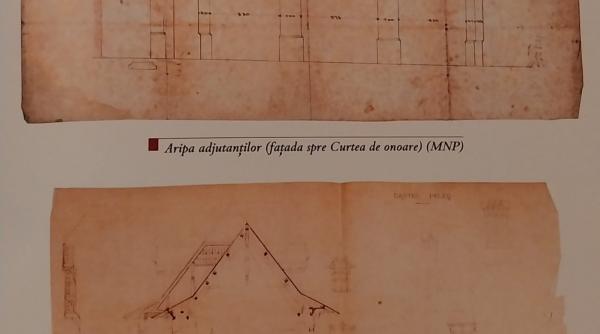 Aripa adjutanților (fațada spre Curtea de onoare) (MNP)
CASTEL PELEȘ